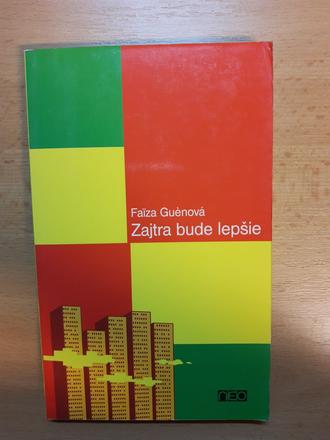 Faïza Guènová
Zajtra bude lepšie
neo